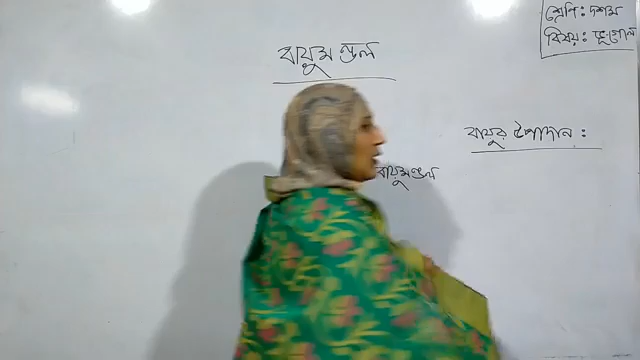 শ্রেণি: দশম
বিষয়: ভূগোল
বায়ুমণ্ডল
বায়ুর উপাদান :
বায়ুমণ্ডল